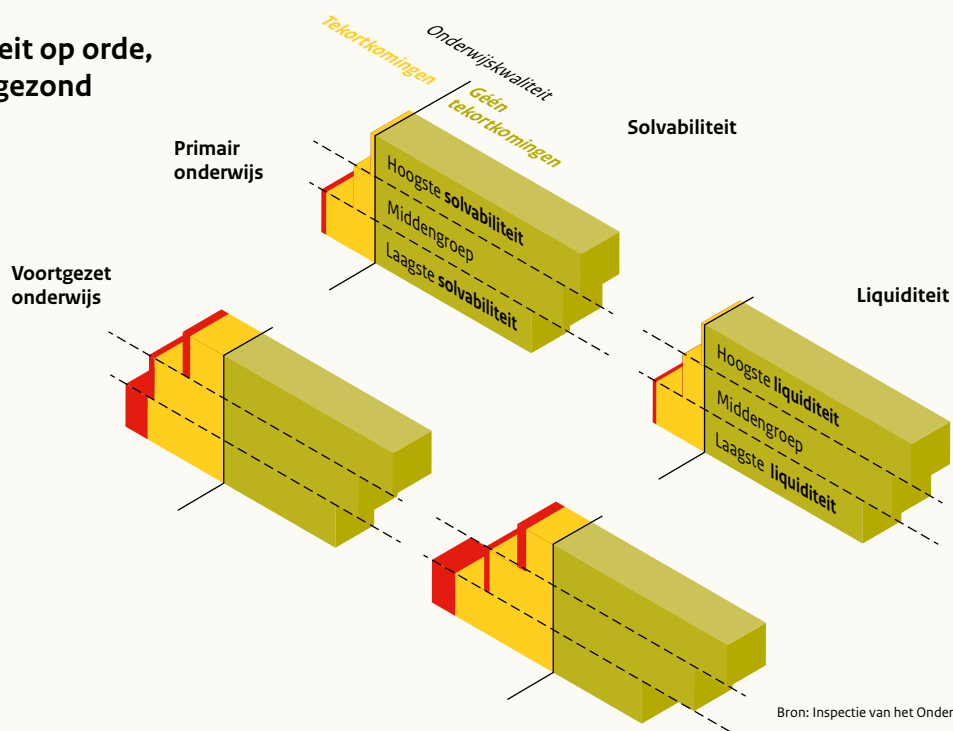 eit op orde,
gezond
Tekortkomingen
Onderwijskwaliteit
Géén
tekortkomingen
Solvabiliteit
Primair
onderwijs
Hoogste solvabiliteit
Middengroep
Laagste solvabiliteit
Voortgezet
onderwijs
Liquiditeit
Hoogste liquiditeit
Middengroep
Laagste liquiditeit
Bron: Inspectie van het Onder